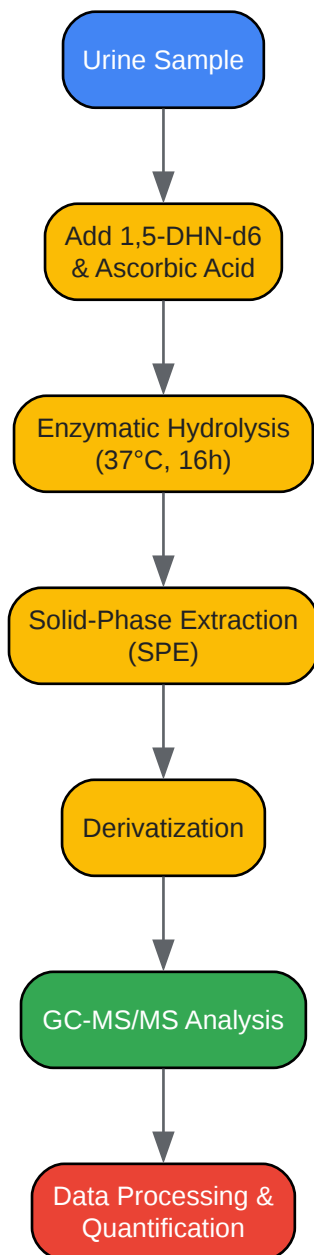 Urine Sample
Add 1,5-DHN-d6
& Ascorbic Acid
Enzymatic Hydrolysis
(37°C, 16h)
Solid-Phase Extraction
(SPE)
Derivatization
GC-MS/MS Analysis
Data Processing &
Quantification